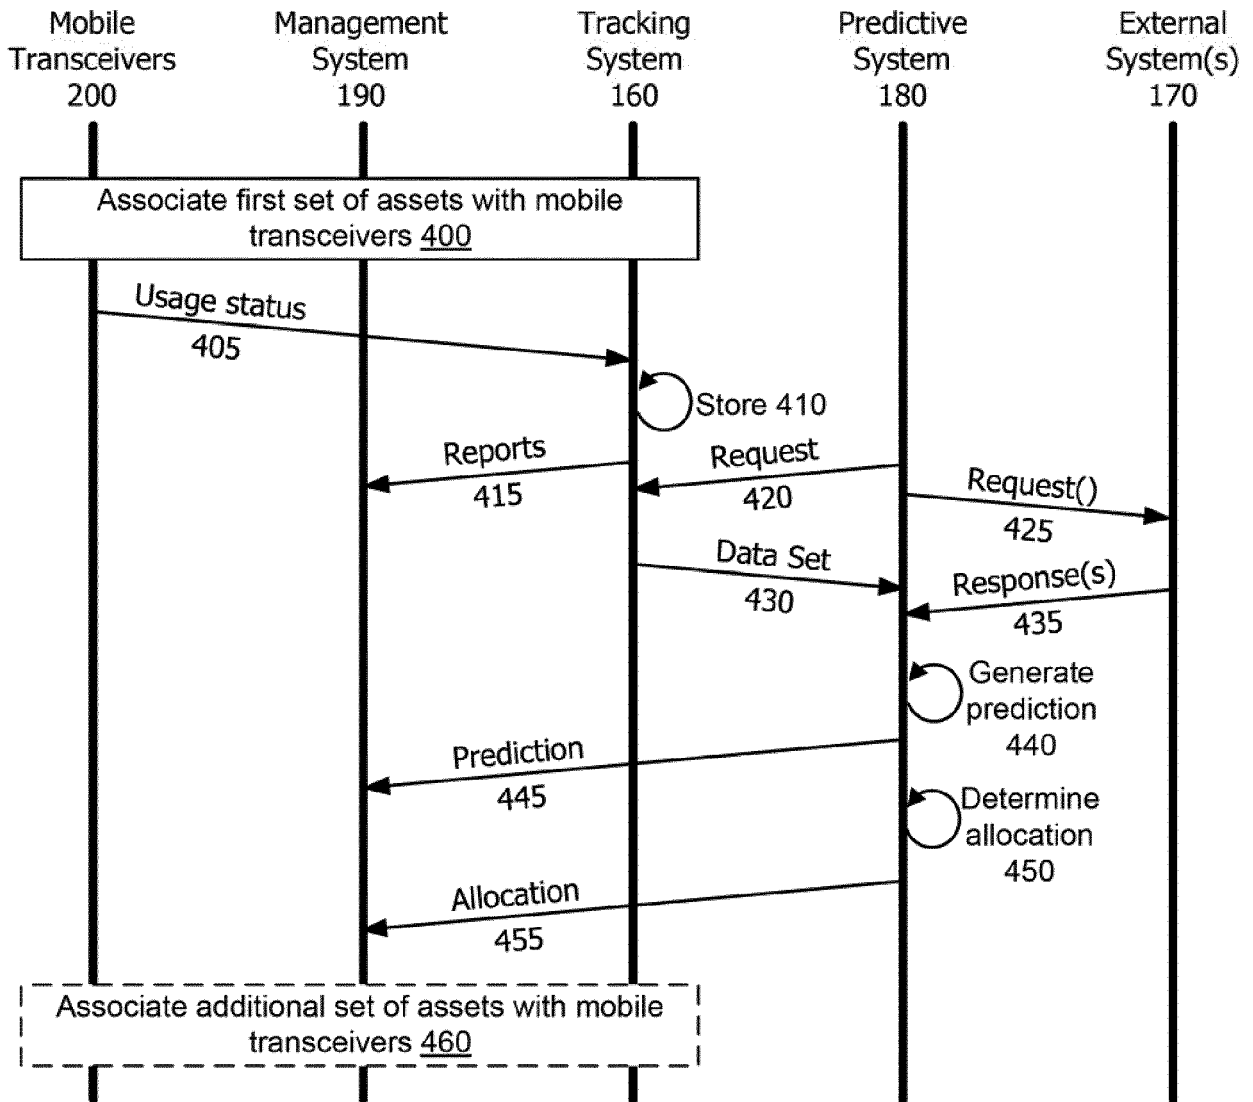 Mobile
Transceivers
200
Management
System
190
Tracking
System
160
Predictive
System
180
External
System(s)
170
Associate first set of assets with mobile
transceivers 400
Usage status
405
Store 410
Reports
415
Request
420
Request()
425
Data Set
430
Response(s)
435
Generate
prediction
440
Prediction
445
Determine
allocation
450
Allocation
455
Associate additional set of assets with mobile
transceivers 460